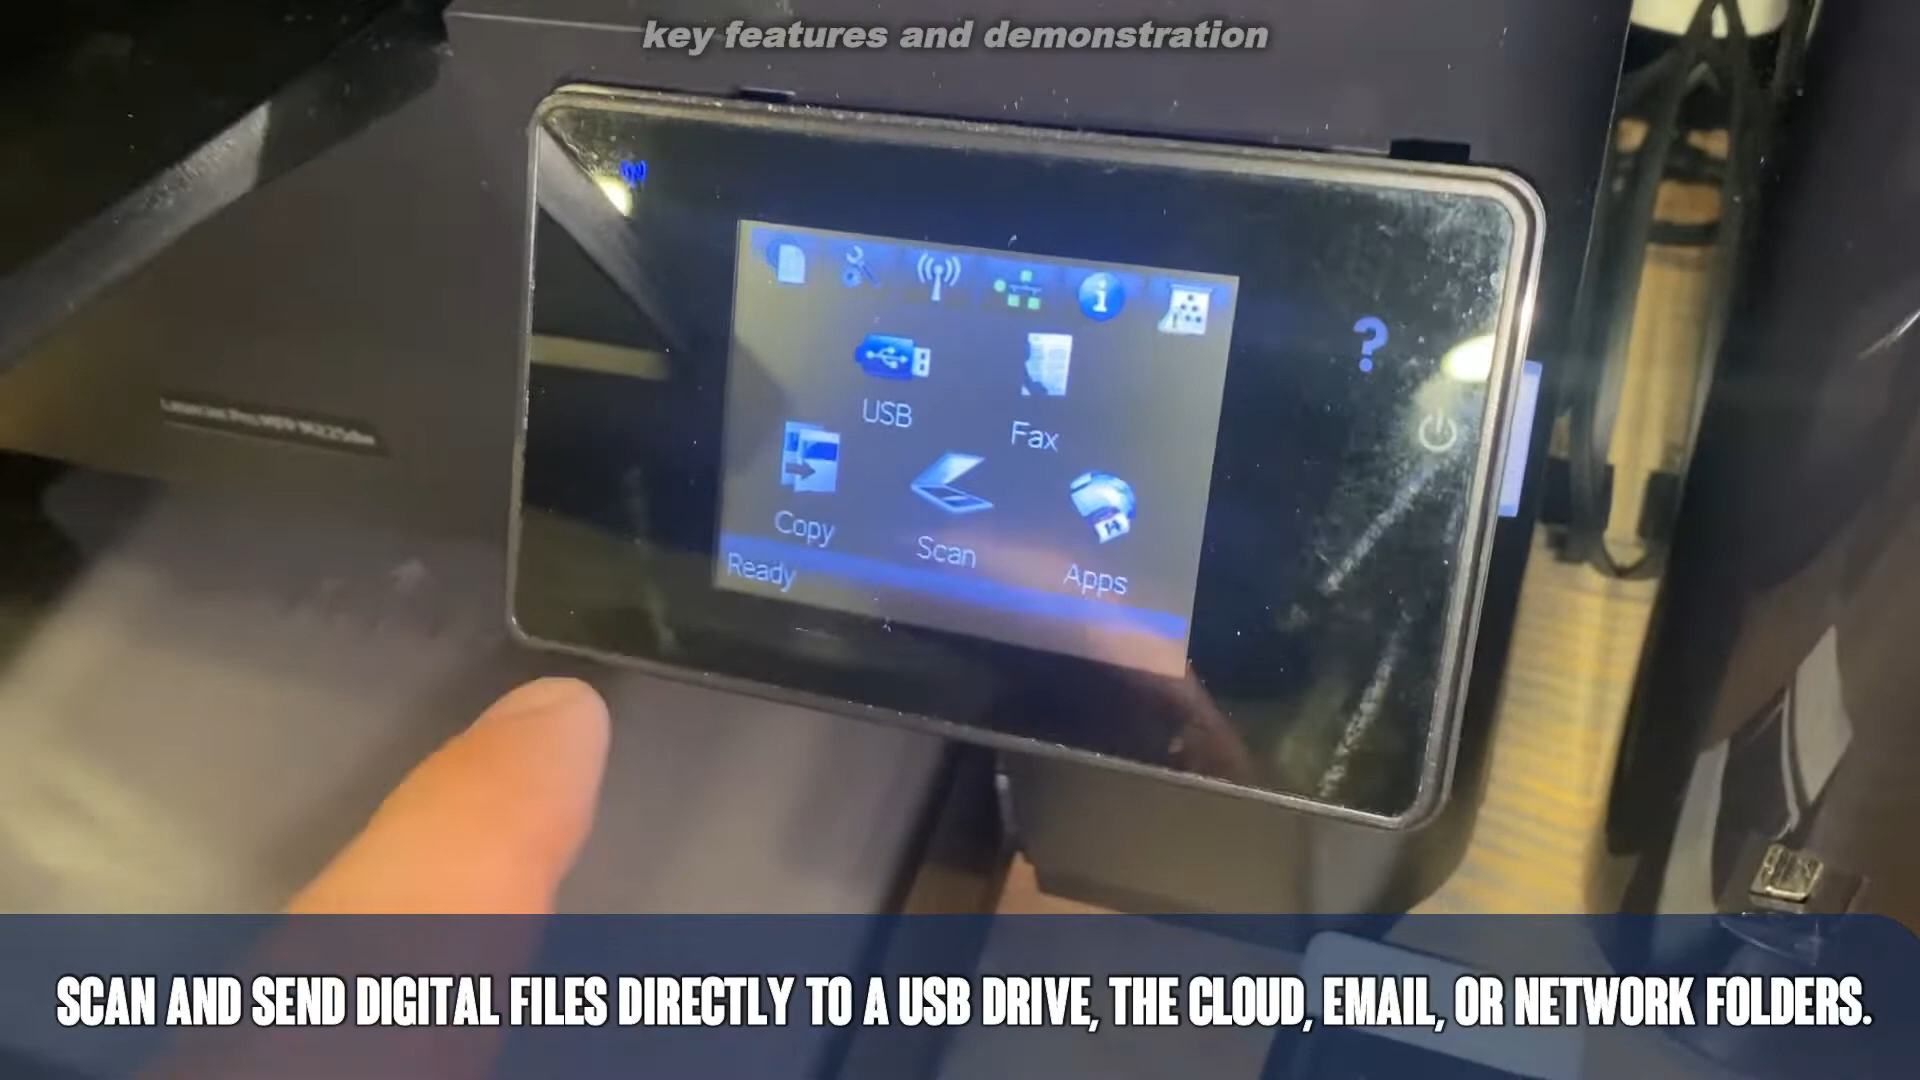 key features and demonstration
?
i
USB
Fax
14
Copy
Scan
Apps
Ready
SCAN AND SEND DIGITAL FILES DIRECTLY TO A USB DRIVE, THE CLOUD, EMAIL, OR NETWORK FOLDERS.